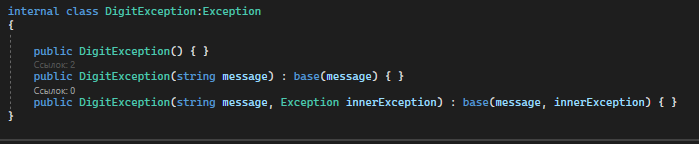 internal class DigitException:Exception
{
public DigitException() { }
Ссылок: 2
public DigitException(string message) : base(message) { }
Ссылок: 0
public DigitException(string message, Exception innerException) : base(message, innerException) { }
}